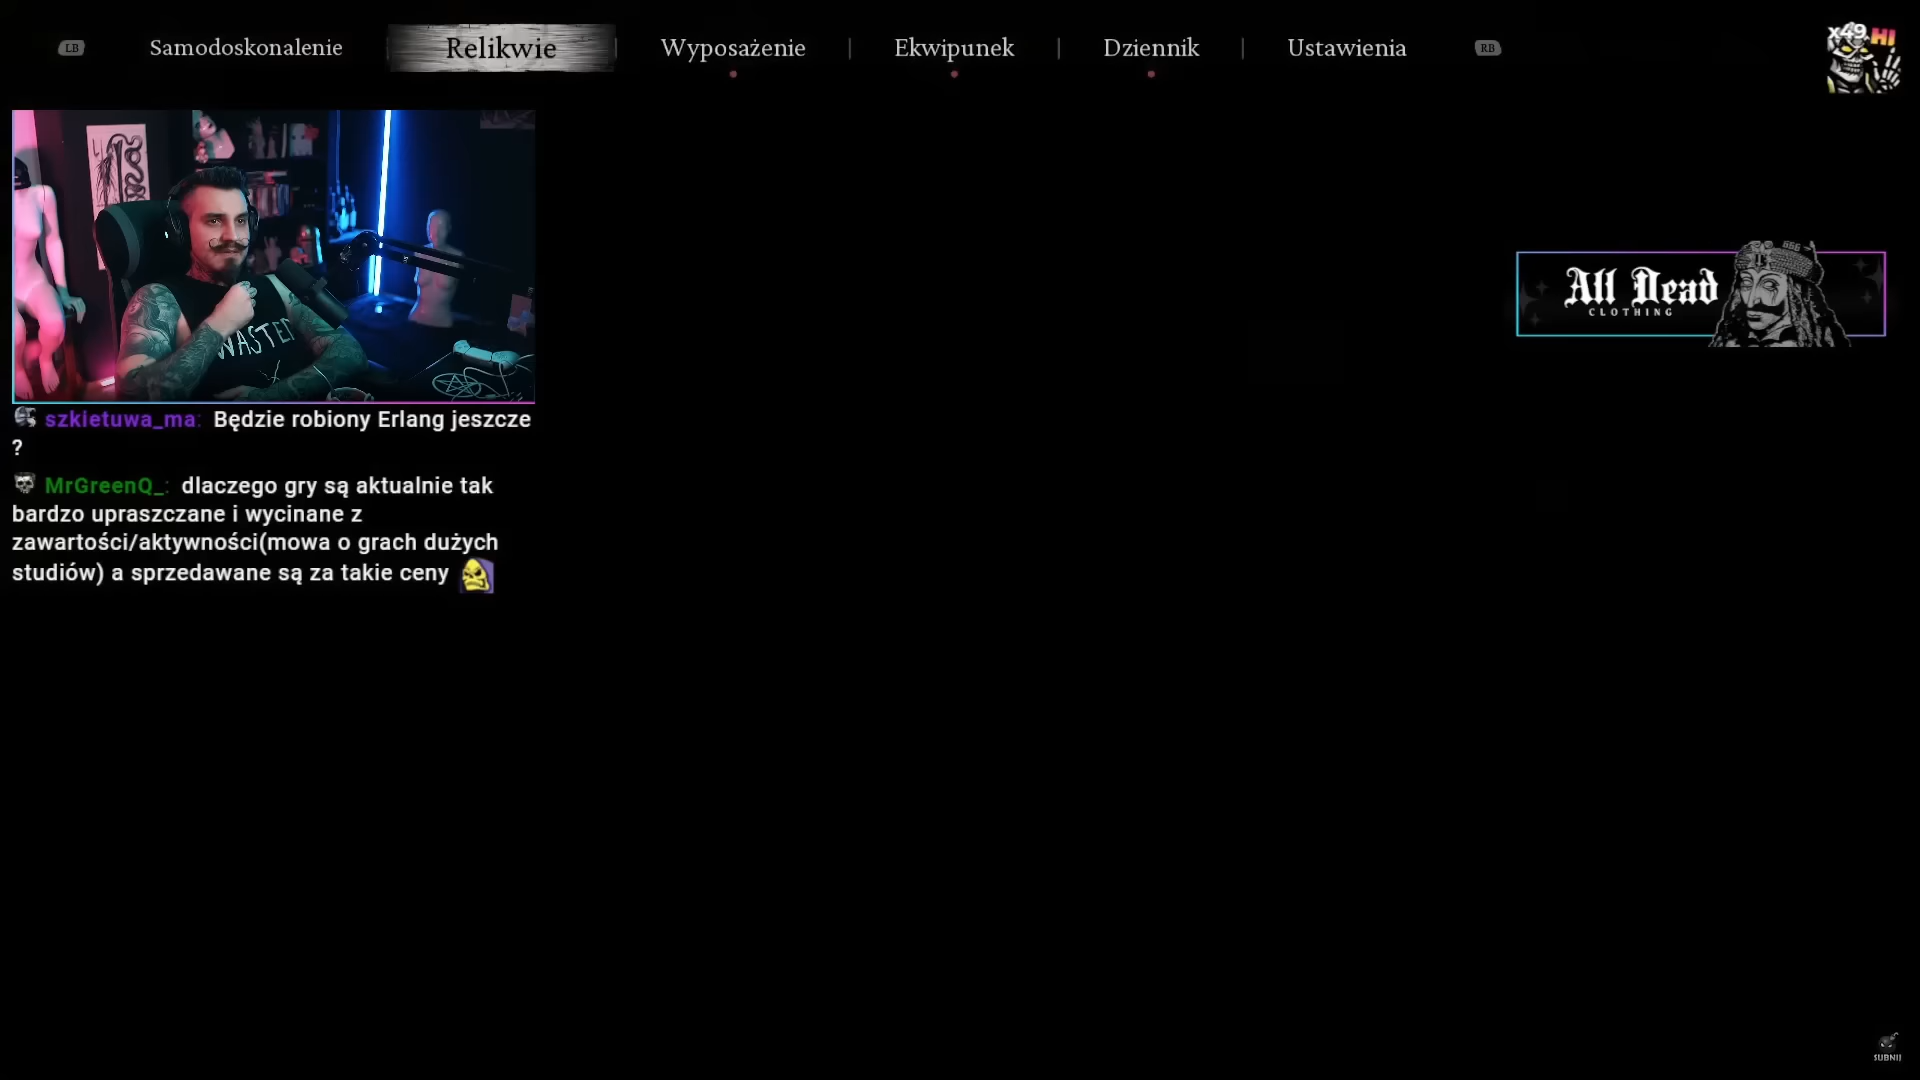 LB Samodoskonalenie Relikwie Wyposażenie Ekwipunek Dziennik Ustawienia RB
x49 HI
666
All Dead
CLOTHING
WASTED
szkietuwa_ma: Będzie robiony Erlang jeszcze
?
MrGreenQ_: dlaczego gry są aktualnie tak
bardzo upraszczane i wycinane z
zawartości/aktywności(mowa o grach dużych
studiów) a sprzedawane są za takie ceny
SUBNIJ